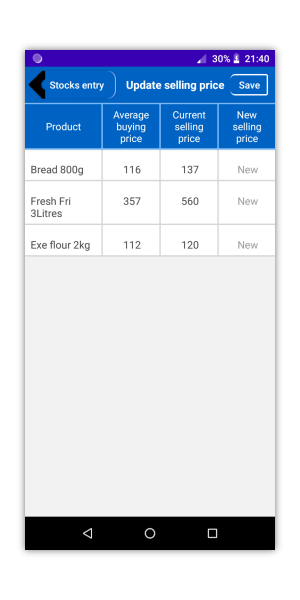 30% 21:40
Stocks entry Update selling price Save
Product Average buying price Current selling price New selling price
Bread 800g 116 137 New
Fresh Fri 3Litres 357 560 New
Exe flour 2kg 112 120 New